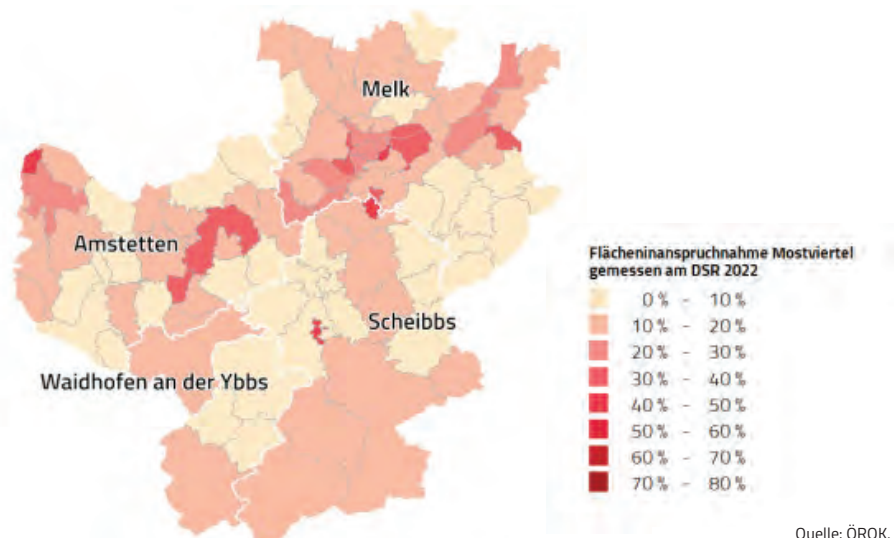 Melk
Amstetten
Scheibbs
Waidhofen an der Ybbs
Flächeninanspruchnahme Mostviertel
gemessen am DSR 2022
0 % - 10 %
10 % - 20 %
20 % - 30 %
30 % - 40 %
40 % - 50 %
50 % - 60 %
60 % - 70 %
70 % - 80 %
Quelle: ÖROK,